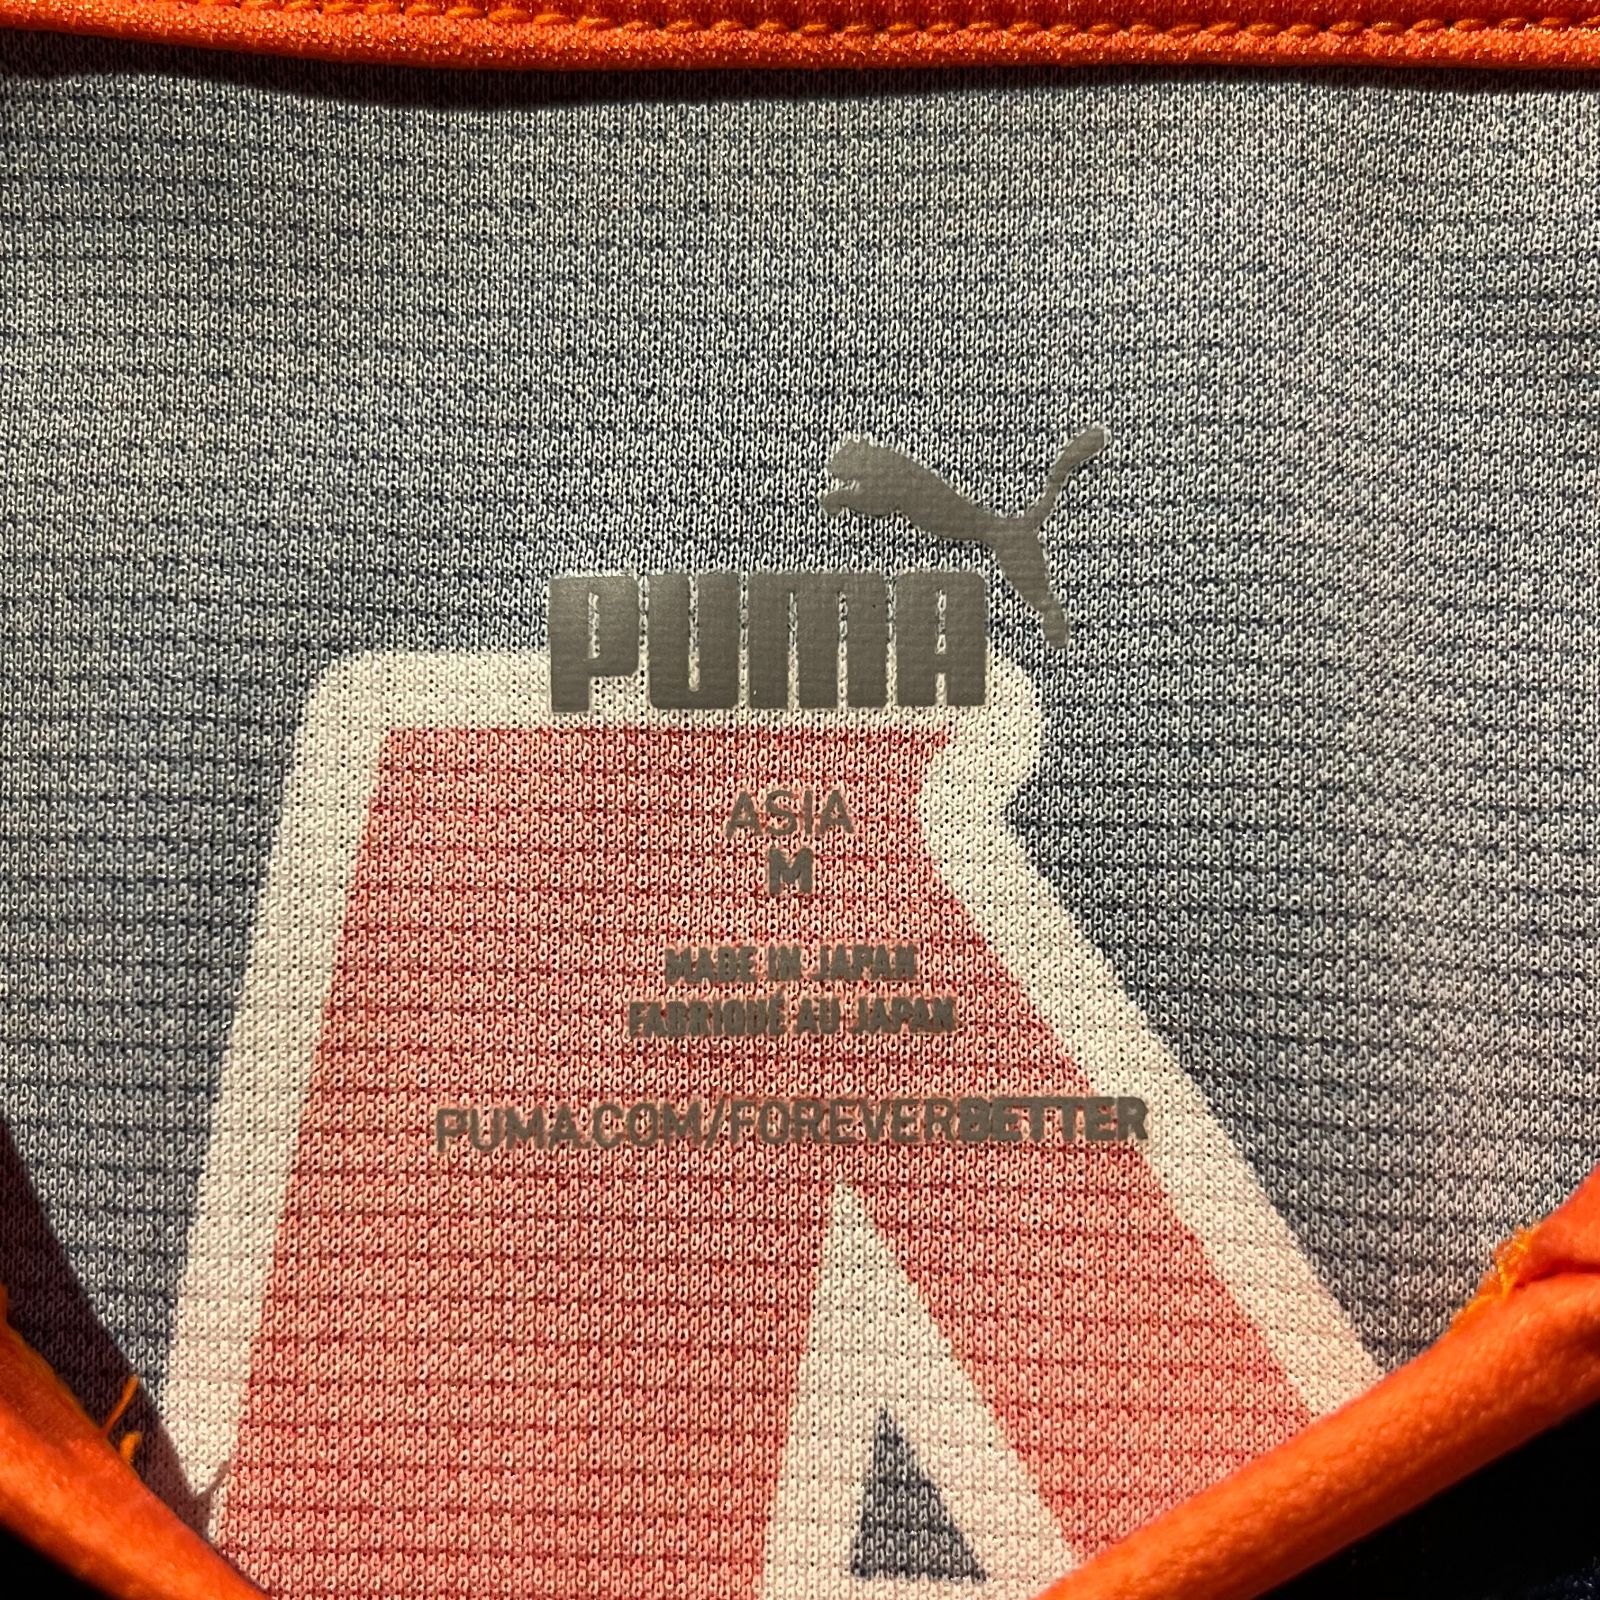 PUMA
ASIA
M
MADE IN JAPAN
FABRIQUÉ AU JAPAN
PUMA.COM/FOREVERBETTER